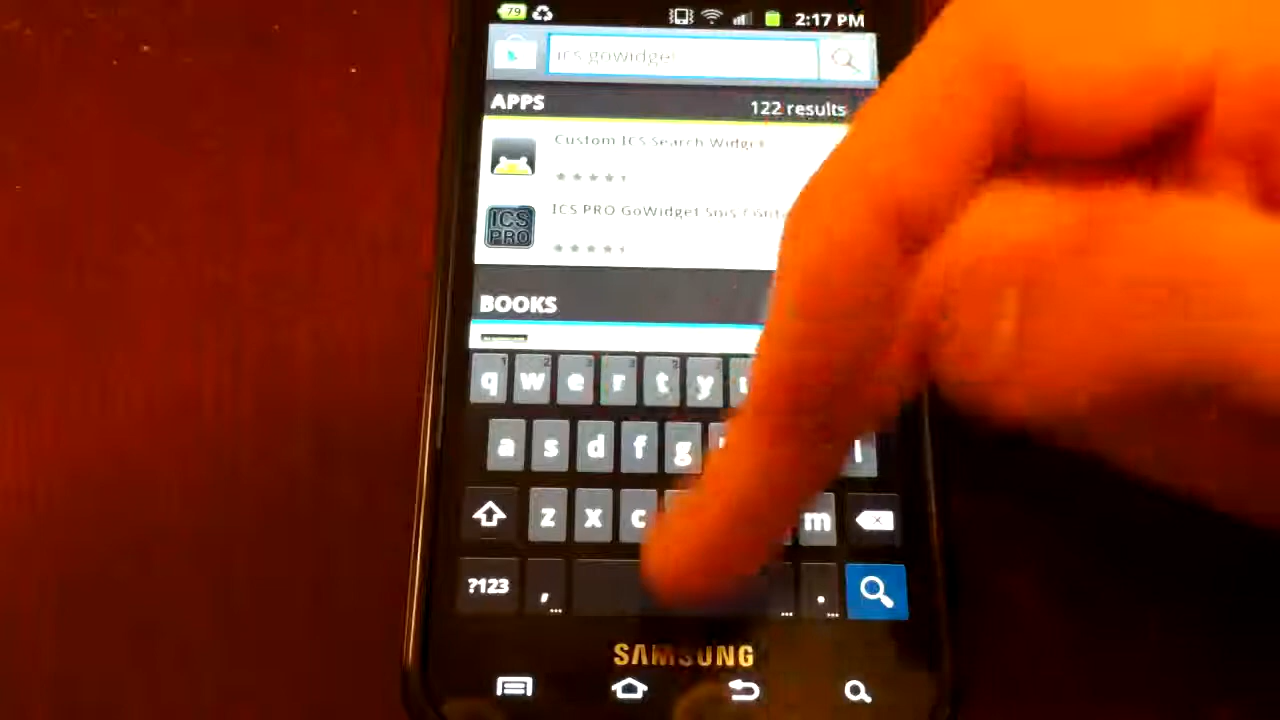 79 2:17 PM
ics gowidget
APPS 122 results
Custom ICS Search Widget
ICS PRO ICS PRO GoWidget
BOOKS
q w e r t y
a s d f g l
z x c m
?123 , .
SAMSUNG